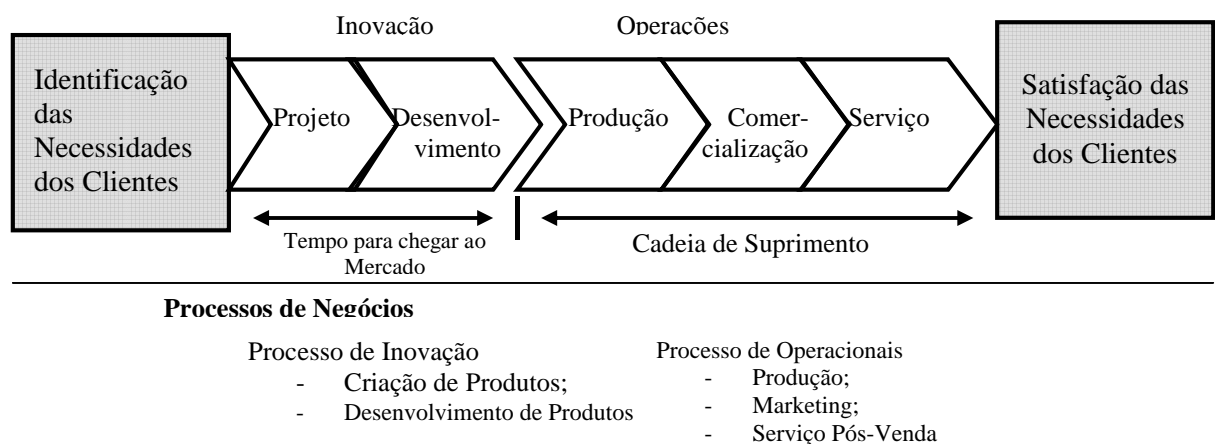 Inovação
Operações
Identificação
das
Necessidades
dos Clientes
Projeto
Desenvol-
vimento
Produção
Comer-
cialização
Serviço
Satisfação das
Necessidades
dos Clientes
Tempo para chegar ao
Mercado
Cadeia de Suprimento
Processos de Negócios
Processo de Inovação
- Criação de Produtos;
- Desenvolvimento de Produtos
Processo de Operacionais
- Produção;
- Marketing;
- Serviço Pós-Venda